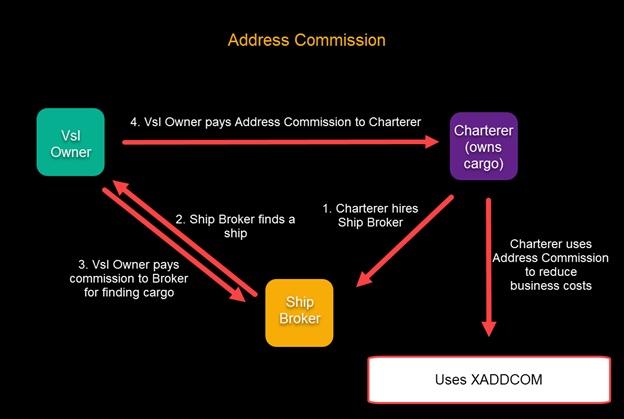 Address Commission
4. Vsl Owner pays Address Commission to Charterer
Vsl
Owner
Charterer
(owns
cargo)
2. Ship Broker finds a
ship
1. Charterer hires
Ship Broker
3. Vsl Owner pays
commission to Broker
for finding cargo
Charterer uses
Address Commission
to reduce
business costs
Ship
Broker
Uses XADDCOM